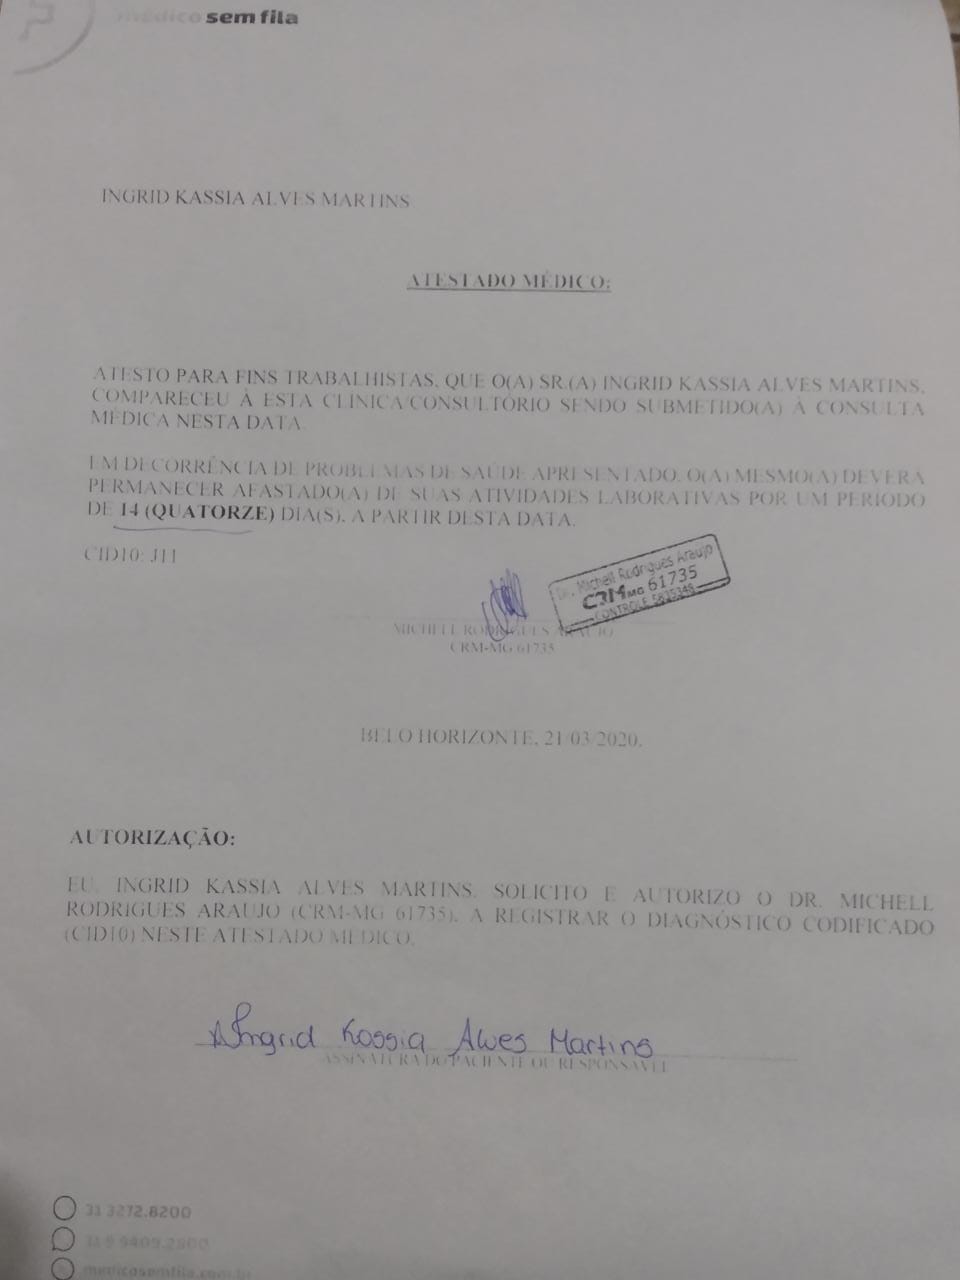 médico sem fila
INGRID KASSIA ALVES MARTINS
ATESTADO MÉDICO:
ATESTO PARA FINS TRABALHISTAS, QUE O(A) SR.(A) INGRID KASSIA ALVES MARTINS,
COMPARECEU À ESTA CLINICA/CONSULTÓRIO SENDO SUBMETIDO(A) À CONSULTA
MÉDICA NESTA DATA.
EM DECORRÊNCIA DE PROBLEMAS DE SAÚDE APRESENTADO, O(A) MESMO(A) DEVERÁ
PERMANECER AFASTADO(A) DE SUAS ATIVIDADES LABORATIVAS POR UM PERÍODO
DE 14 (QUATORZE) DIA(S), A PARTIR DESTA DATA.
CID10: J11
Dr. Michell Rodrigues Araujo
CRM MG 61735
CONTROLE 5825346
MICHELL RODRIGUES ARAUJO
CRM-MG 61735
BELO HORIZONTE, 21/03/2020.
AUTORIZAÇÃO:
EU, INGRID KASSIA ALVES MARTINS, SOLICITO E AUTORIZO O DR. MICHELL
RODRIGUES ARAUJO (CRM-MG 61735), A REGISTRAR O DIAGNÓSTICO CODIFICADO
(CID10) NESTE ATESTADO MÉDICO.
Ingrid Kassia Alves Martins
ASSINATURA DO PACIENTE OU RESPONSÁVEL
31 3272.8200
31 9 9409.2800
medicosemfila.com.br